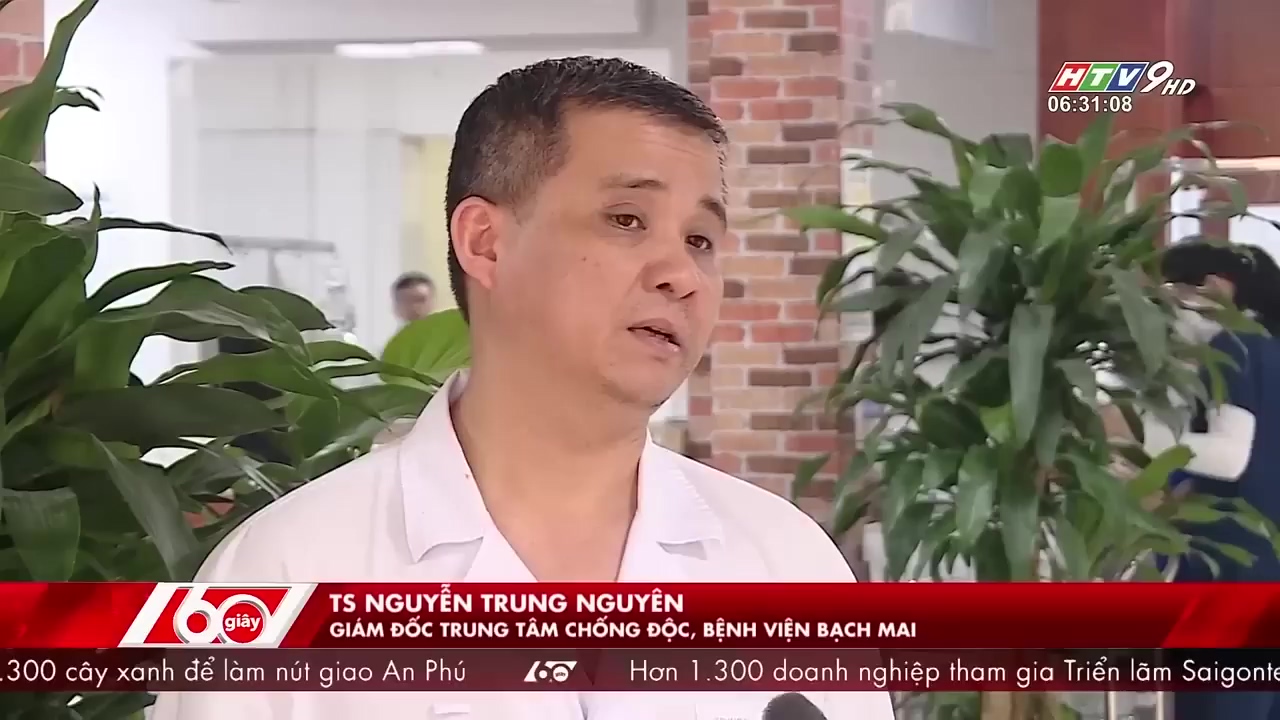 HTV9HD
06:31:08
60 giây
TS NGUYỄN TRUNG NGUYÊN
GIÁM ĐỐC TRUNG TÂM CHỐNG ĐỘC, BỆNH VIỆN BẠCH MAI
.300 cây xanh để làm nút giao An Phú 60 giây Hơn 1.300 doanh nghiệp tham gia Triển lãm Saigonte